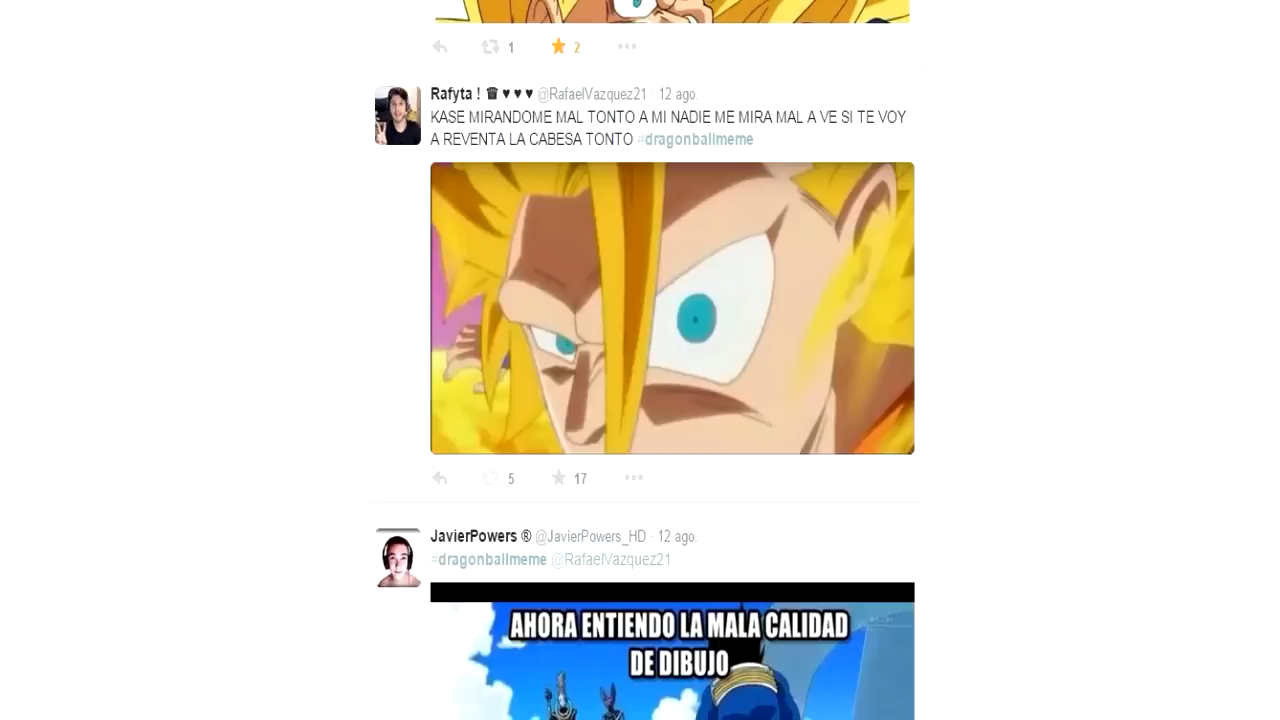 1 2
Rafyta ! ♛ ♥ ♥ ♥ @RafaelVazquez21 · 12 ago.
KASE MIRANDOME MAL TONTO A MI NADIE ME MIRA MAL A VE SI TE VOY
A REVENTA LA CABESA TONTO #dragonballmeme
5 17
JavierPowers ® @JavierPowers_HD · 12 ago.
#dragonballmeme @RafaelVazquez21
AHORA ENTIENDO LA MALA CALIDAD
DE DIBUJO